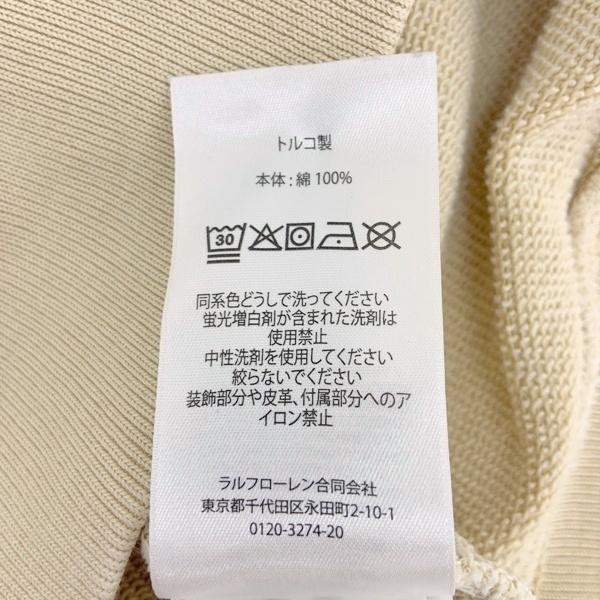 トルコ製
本体 : 綿 100%
30
同系色どうしで洗ってください
蛍光増白剤が含まれた洗剤は
使用禁止
中性洗剤を使用してください
絞らないでください
装飾部分や皮革、付属部分へのア
イロン禁止
ラルフローレン合同会社
東京都千代田区永田町2-10-1
0120-3274-20